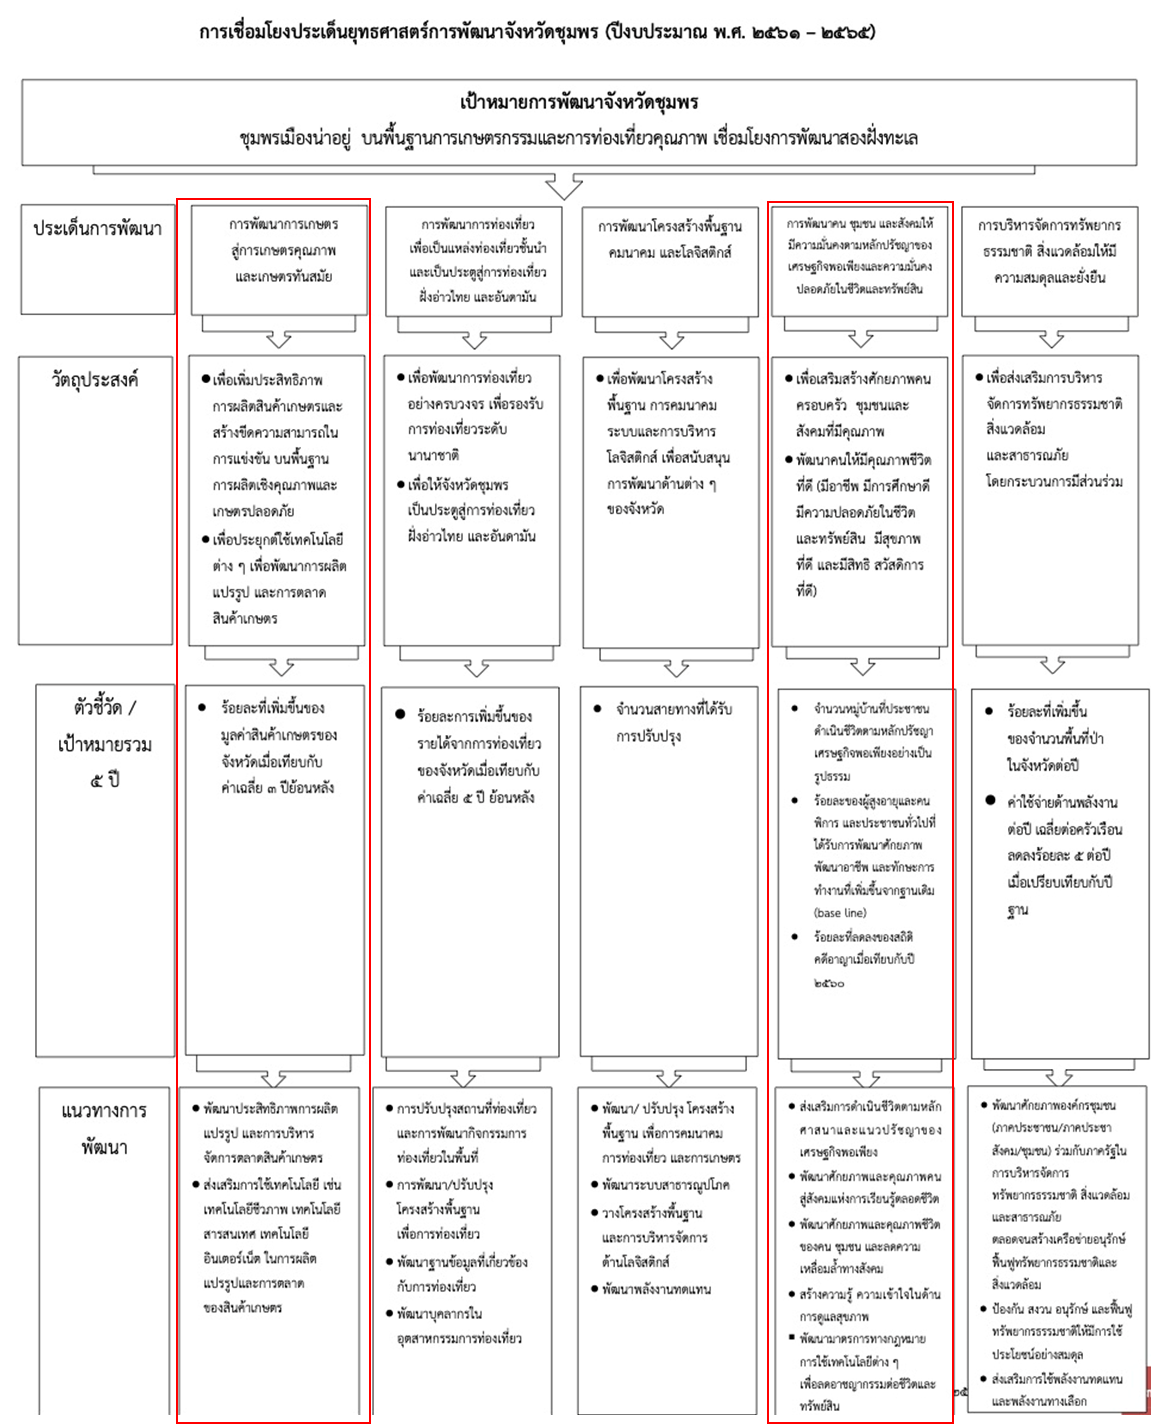 การเชื่อมโยงประเด็นยุทธศาสตร์การพัฒนาจังหวัดชุมพร (ปีงบประมาณ พ.ศ. ๒๕๖๑ – ๒๕๖๕)
เป้าหมายการพัฒนาจังหวัดชุมพร
ชุมพรเมืองน่าอยู่ บนพื้นฐานการเกษตรกรรมและการท่องเที่ยวคุณภาพ เชื่อมโยงการพัฒนาสองฝั่งทะเล
ประเด็นการพัฒนา
การพัฒนาการเกษตร
สู่การเกษตรคุณภาพ
และเกษตรทันสมัย
การพัฒนาการท่องเที่ยว
เพื่อเป็นแหล่งท่องเที่ยวชั้นนำ
และเป็นประตูสู่การท่องเที่ยว
ฝั่งอ่าวไทย และอันดามัน
การพัฒนาโครงสร้างพื้นฐาน
คมนาคม และโลจิสติกส์
การพัฒนาคน ชุมชน และสังคมให้
มีความมั่นคงตามหลักปรัชญาของ
เศรษฐกิจพอเพียงและความมั่นคง
ปลอดภัยในชีวิตและทรัพย์สิน
การบริหารจัดการทรัพยากร
ธรรมชาติ สิ่งแวดล้อมให้มี
ความสมดุลและยั่งยืน
วัตถุประสงค์
● เพื่อเพิ่มประสิทธิภาพ
การผลิตสินค้าเกษตรและ
สร้างขีดความสามารถใน
การแข่งขัน บนพื้นฐาน
การผลิตเชิงคุณภาพและ
เกษตรปลอดภัย
● เพื่อประยุกต์ใช้เทคโนโลยี
ต่าง ๆ เพื่อพัฒนาการผลิต
แปรรูป และการตลาด
สินค้าเกษตร
● เพื่อพัฒนาการท่องเที่ยว
อย่างครบวงจร เพื่อรองรับ
การท่องเที่ยวระดับ
นานาชาติ
● เพื่อให้จังหวัดชุมพร
เป็นประตูสู่การท่องเที่ยว
ฝั่งอ่าวไทย และอันดามัน
● เพื่อพัฒนาโครงสร้าง
พื้นฐาน การคมนาคม
ระบบและการบริหาร
โลจิสติกส์ เพื่อสนับสนุน
การพัฒนาด้านต่าง ๆ
ของจังหวัด
● เพื่อเสริมสร้างศักยภาพคน
ครอบครัว ชุมชนและ
สังคมที่มีคุณภาพ
● พัฒนาคนให้มีคุณภาพชีวิต
ที่ดี (มีอาชีพ มีการศึกษาดี
มีความปลอดภัยในชีวิต
และทรัพย์สิน มีสุขภาพ
ที่ดี และมีสิทธิ สวัสดิการ
ที่ดี)
● เพื่อส่งเสริมการบริหาร
จัดการทรัพยากรธรรมชาติ
สิ่งแวดล้อม
และสาธารณภัย
โดยกระบวนการมีส่วนร่วม
ตัวชี้วัด /
เป้าหมายรวม
๕ ปี
● ร้อยละที่เพิ่มขึ้นของ
มูลค่าสินค้าเกษตรของ
จังหวัดเมื่อเทียบกับ
ค่าเฉลี่ย ๓ ปีย้อนหลัง
● ร้อยละการเพิ่มขึ้นของ
รายได้จากการท่องเที่ยว
ของจังหวัดเมื่อเทียบกับ
ค่าเฉลี่ย ๕ ปี ย้อนหลัง
● จำนวนสายทางที่ได้รับ
การปรับปรุง
● จำนวนหมู่บ้านที่ประชาชน
ดำเนินชีวิตตามหลักปรัชญา
เศรษฐกิจพอเพียงอย่างเป็น
รูปธรรม
● ร้อยละของผู้สูงอายุและคน
พิการ และประชาชนทั่วไปที่
ได้รับการพัฒนาศักยภาพ
พัฒนาอาชีพ และทักษะการ
ทำงานที่เพิ่มขึ้นจากฐานเดิม
(base line)
● ร้อยละที่ลดลงของสถิติ
คดีอาญาเมื่อเทียบกับปี
๒๕๖๐
● ร้อยละที่เพิ่มขึ้น
ของจำนวนพื้นที่ป่า
ในจังหวัดต่อปี
● ค่าใช้จ่ายด้านพลังงาน
ต่อปี เฉลี่ยต่อครัวเรือน
ลดลงร้อยละ ๕ ต่อปี
เมื่อเปรียบเทียบกับปี
ฐาน
แนวทางการ
พัฒนา
● พัฒนาประสิทธิภาพการผลิต
แปรรูป และการบริหาร
จัดการตลาดสินค้าเกษตร
● ส่งเสริมการใช้เทคโนโลยี เช่น
เทคโนโลยีชีวภาพ เทคโนโลยี
สารสนเทศ เทคโนโลยี
อินเตอร์เน็ต ในการผลิต
แปรรูปและการตลาด
ของสินค้าเกษตร
● การปรับปรุงสถานที่ท่องเที่ยว
และการพัฒนากิจกรรมการ
ท่องเที่ยวในพื้นที่
● การพัฒนา/ปรับปรุง
โครงสร้างพื้นฐาน
เพื่อการท่องเที่ยว
● พัฒนาฐานข้อมูลที่เกี่ยวข้อง
กับการท่องเที่ยว
● พัฒนาบุคลากรใน
อุตสาหกรรมการท่องเที่ยว
● พัฒนา/ ปรับปรุง โครงสร้าง
พื้นฐาน เพื่อการคมนาคม
การท่องเที่ยว และการเกษตร
● พัฒนาระบบสาธารณูปโภค
● วางโครงสร้างพื้นฐาน
และการบริหารจัดการ
ด้านโลจิสติกส์
● พัฒนาพลังงานทดแทน
● ส่งเสริมการดำเนินชีวิตตามหลัก
ศาสนาและแนวปรัชญาของ
เศรษฐกิจพอเพียง
● พัฒนาศักยภาพและคุณภาพคน
สู่สังคมแห่งการเรียนรู้ตลอดชีวิต
● พัฒนาศักยภาพและคุณภาพชีวิต
ของคน ชุมชน และลดความ
เหลื่อมล้ำทางสังคม
● สร้างความรู้ ความเข้าใจในด้าน
การดูแลสุขภาพ
▪ พัฒนามาตรการทางกฎหมาย
การใช้เทคโนโลยีต่าง ๆ
เพื่อลดอาชญากรรมต่อชีวิตและ
ทรัพย์สิน
● พัฒนาศักยภาพองค์กรชุมชน
(ภาคประชาชน/ภาคประชา
สังคม/ชุมชน) ร่วมกับภาครัฐใน
การบริหารจัดการ
ทรัพยากรธรรมชาติ สิ่งแวดล้อม
และสาธารณภัย
ตลอดจนสร้างเครือข่ายอนุรักษ์
ฟื้นฟูทรัพยากรธรรมชาติและ
สิ่งแวดล้อม
● ป้องกัน สงวน อนุรักษ์ และฟื้นฟู
ทรัพยากรธรรมชาติให้มีการใช้
ประโยชน์อย่างสมดุล
● ส่งเสริมการใช้พลังงานทดแทน
และพลังงานทางเลือก